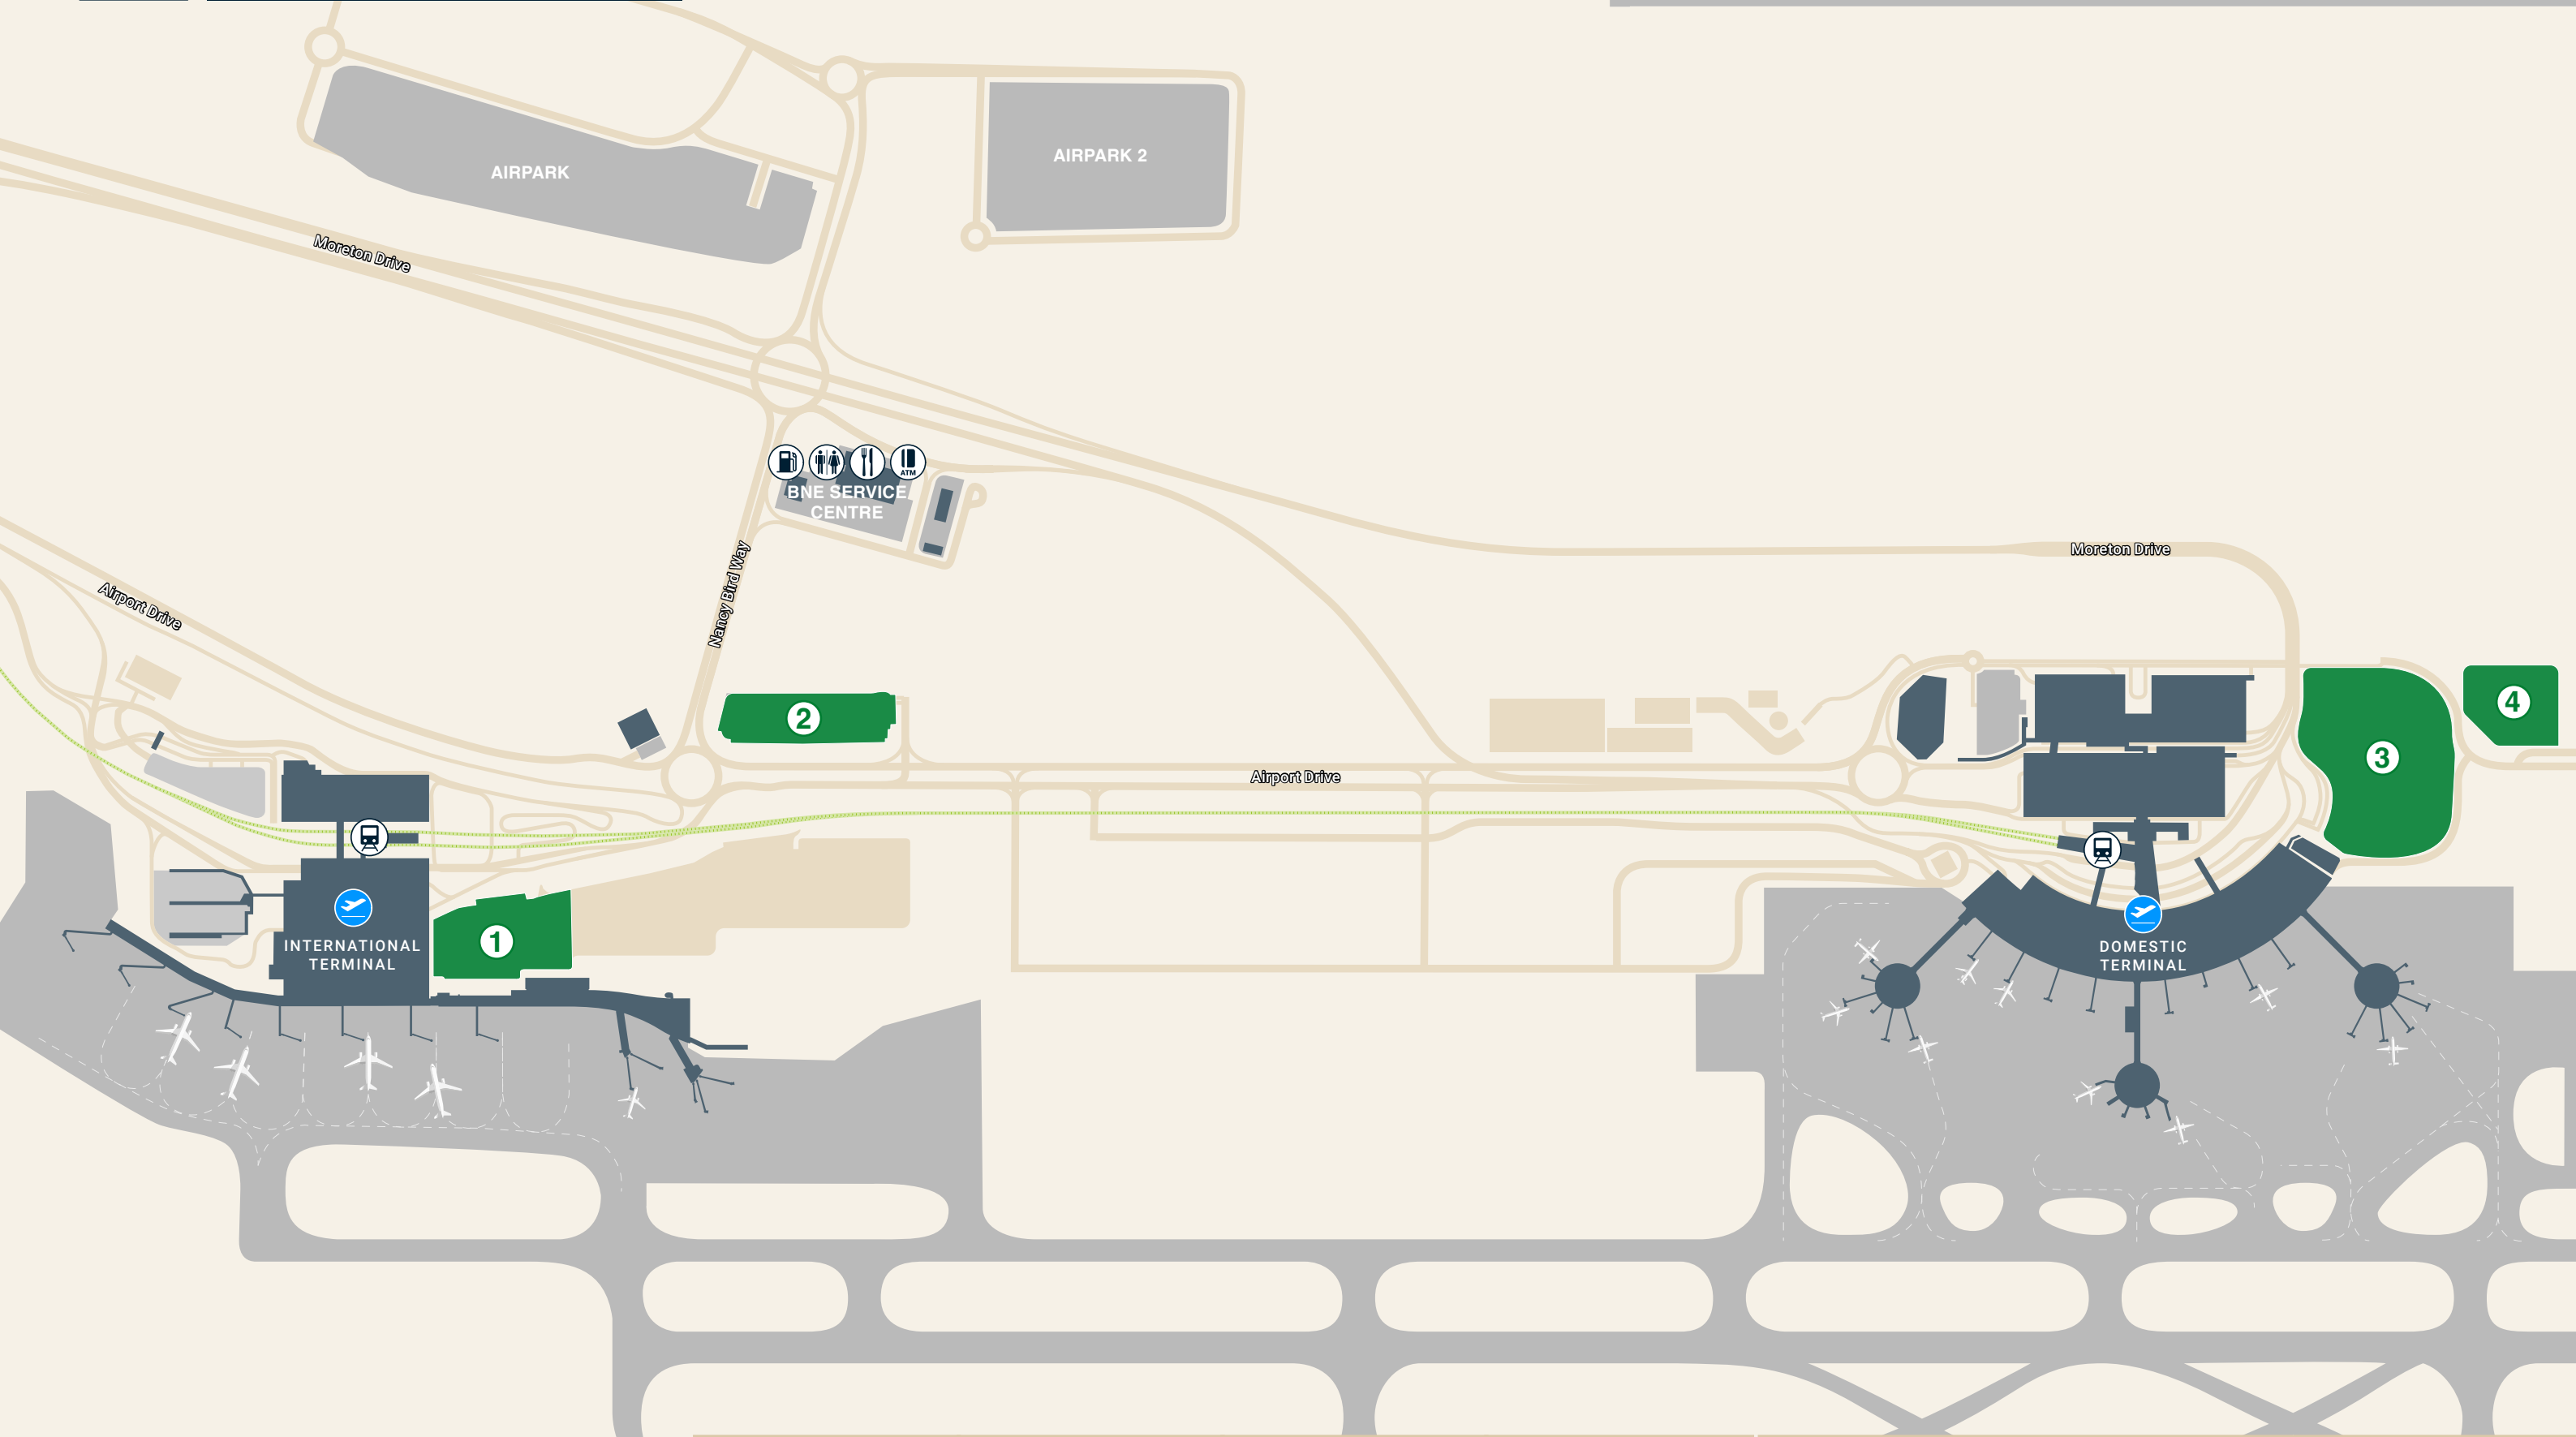 AIRPARK
AIRPARK 2
Moreton Drive
ATM
BNE SERVICE
CENTRE
Nancy Bird Way
Moreton Drive
Airport Drive
2
3
4
Airport Drive
1
INTERNATIONAL
TERMINAL
DOMESTIC
TERMINAL